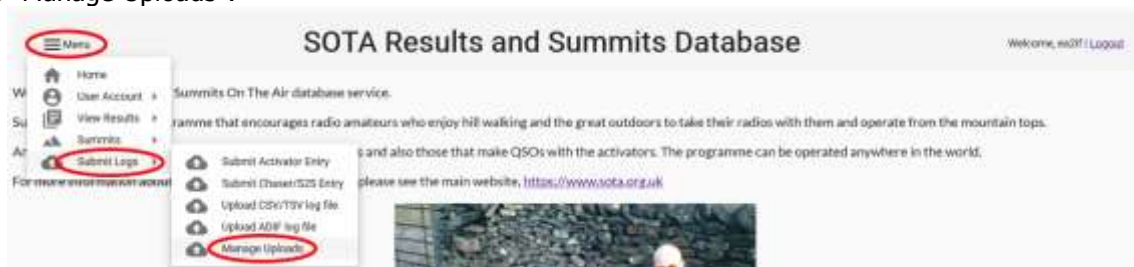 Manage Uploads
Menu
SOTA Results and Summits Database
Welcome, | Logout
Home
User Account
Summits On The Air database service.
View Results
ramme that encourages radio amateurs who enjoy hill walking and the great outdoors to take their radios with them and operate from the mountain tops.
Summits
Submit Logs
Submit Activator Entry
s and also those that make QSOs with the activators. The programme can be operated anywhere in the world.
Submit Chaser/S2S Entry
please see the main website, https://www.sota.org.uk
For more information about
Upload CSV/TSV log file
Upload ADIF log file
Manage Uploads